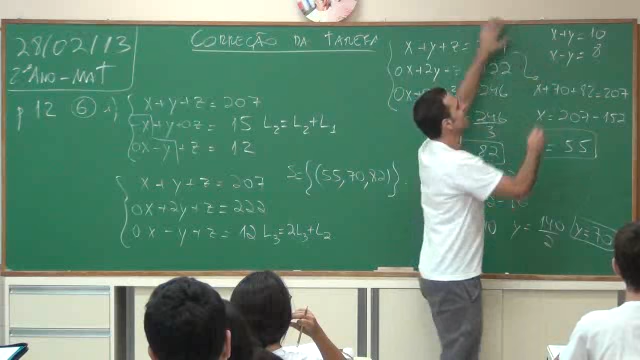 28/02/13
2º ANO - MAT
CORREÇÃO DA TAREFA
p 12 6
x + y + z = 207
15 L₂ = L₂ + L₁
0x - y + z = 12
x + y + z = 207
0x + 2y + z = 222
0x - y + z = 12 L₃ = 2L₃ + L₂
S = {(55, 70, 82)}
x + y + z =
0x + 2y
222
246
246
3
82
x + y = 10
x - y = 8
x + 70 + 82 = 207
x = 207 - 152
= 55
y = 140
2
y = 70